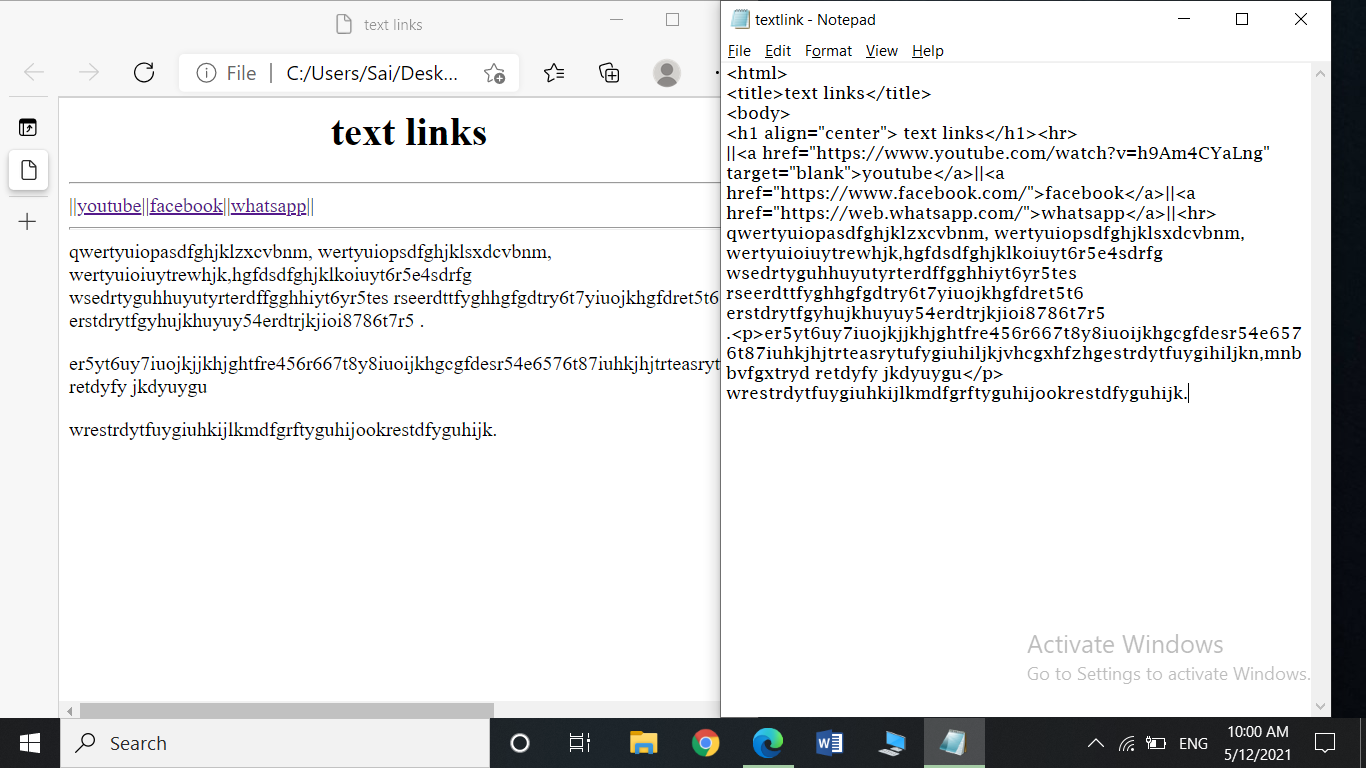 text links
File | C:/Users/Sai/Desk...
text links
||youtube||facebook||whatsapp||
qwertyuiopasdfghjklzxcvbnm, wertyuiopsdfghjklsxdcvbnm,
wertyuioiuytrewhjk,hgfdsdfghjklkoiuyt6r5e4sdrfg
wsedrtyguhhuyutyrterdffgghhiyt6yr5tes rseerdttfyghhgfgdtry6t7yiuojkhgfdret5t6
erstdrytfgyhujkhuyuy54erdtrjkjioi8786t7r5 .
er5yt6uy7iuojkjjkhjghtfre456r667t8y8iuoijkhgcgfdesr54e6576t87iuhkjhjtrteasryt
retdyfy jkdyuygu
wrestrdytfuygiuhkijlkmdfgrftyguhijookrestdfyguhijk.
textlink - Notepad
File Edit Format View Help
<html>
<title>text links</title>
<body>
<h1 align="center"> text links</h1><hr>
||<a href="https://www.youtube.com/watch?v=h9Am4CYaLng"
target="blank">youtube</a>||<a
href="https://www.facebook.com/">facebook</a>||<a
href="https://web.whatsapp.com/">whatsapp</a>||<hr>
qwertyuiopasdfghjklzxcvbnm, wertyuiopsdfghjklsxdcvbnm,
wertyuioiuytrewhjk,hgfdsdfghjklkoiuyt6r5e4sdrfg
wsedrtyguhhuyutyrterdffgghhiyt6yr5tes
rseerdttfyghhgfgdtry6t7yiuojkhgfdret5t6
erstdrytfgyhujkhuyuy54erdtrjkjioi8786t7r5
.<p>er5yt6uy7iuojkjjkhjghtfre456r667t8y8iuoijkhgcgfdesr54e657
6t87iuhkjhjtrteasrytufygiuhiljkjvhcgxhfzhgestrdytfuygihiljkn,mnb
bvfgxtryd retdyfy jkdyuygu</p>
wrestrdytfuygiuhkijlkmdfgrftyguhijookrestdfyguhijk.
Activate Windows
Go to Settings to activate Windows.
Search
ENG
10:00 AM
5/12/2021